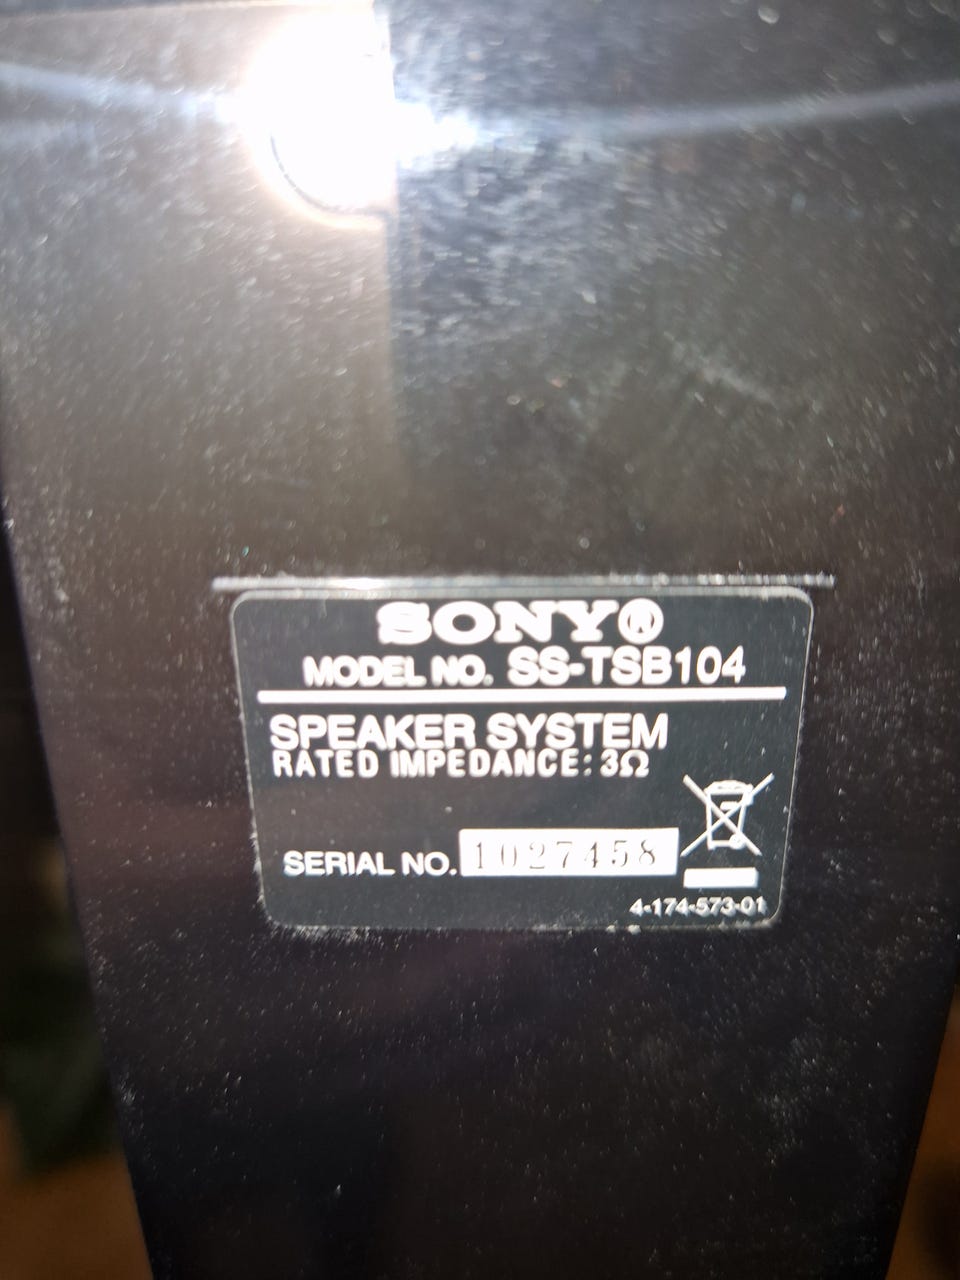 SONY®
MODEL NO. SS-TSB104
SPEAKER SYSTEM
RATED IMPEDANCE: 3Ω
SERIAL NO. 1027458
4-174-573-01